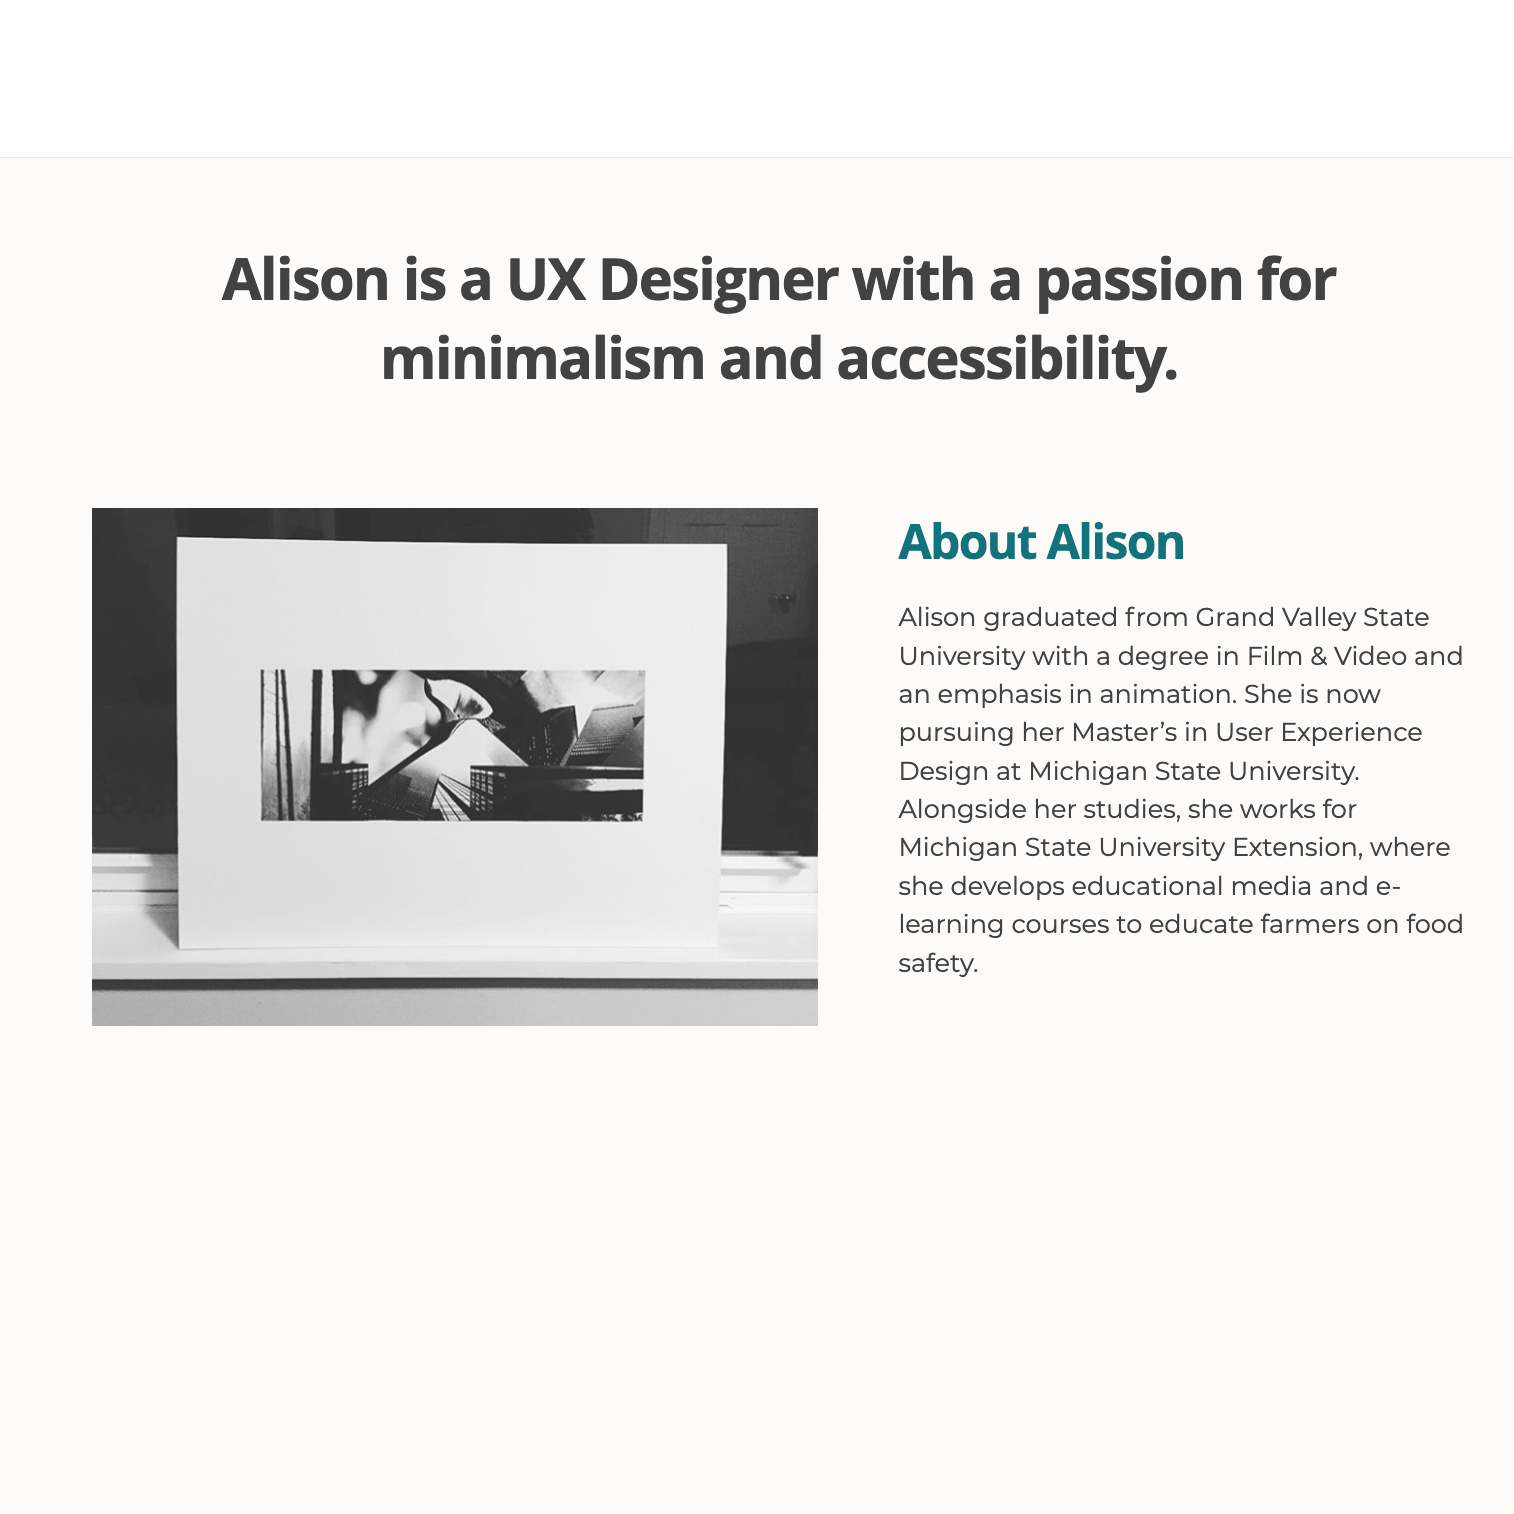 Alison is a UX Designer with a passion for
minimalism and accessibility.
About Alison
Alison graduated from Grand Valley State
University with a degree in Film & Video and
an emphasis in animation. She is now
pursuing her Master’s in User Experience
Design at Michigan State University.
Alongside her studies, she works for
Michigan State University Extension, where
she develops educational media and e-
learning courses to educate farmers on food
safety.